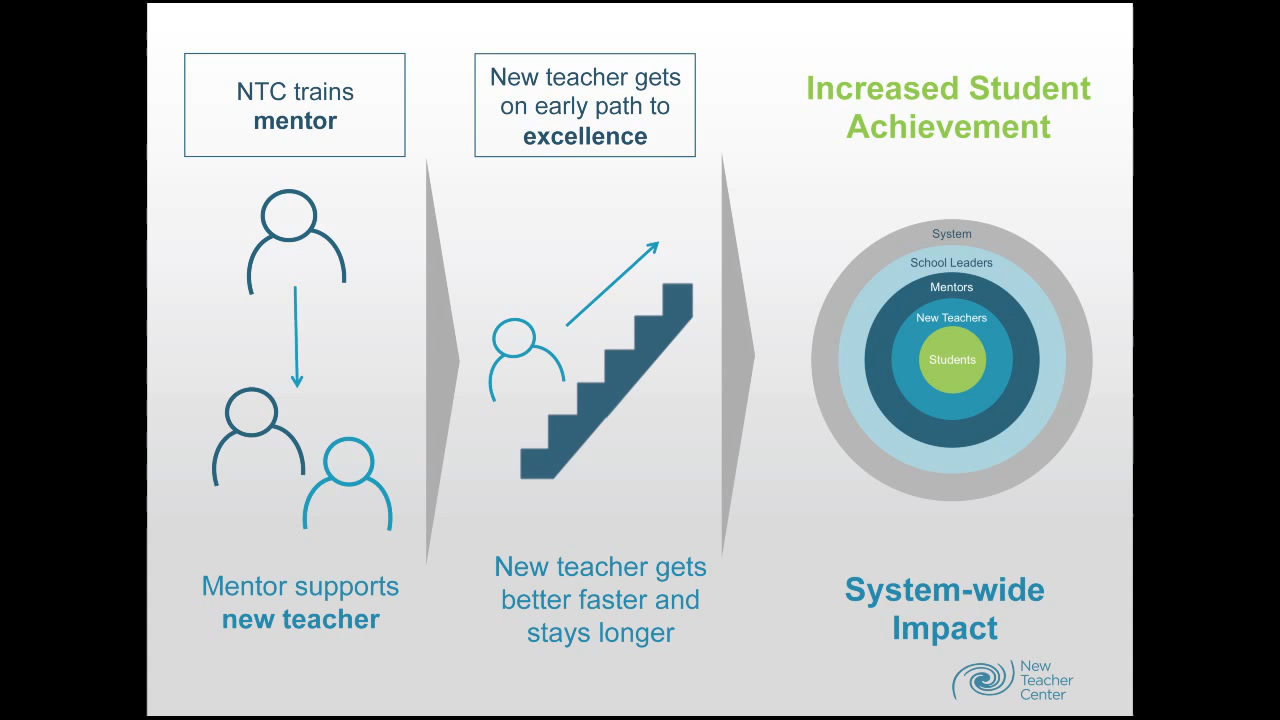 NTC trains
mentor
Mentor supports
new teacher
New teacher gets
on early path to
excellence
New teacher gets
better faster and
stays longer
Increased Student
Achievement
System
School Leaders
Mentors
New Teachers
Students
System-wide
Impact
New
Teacher
Center